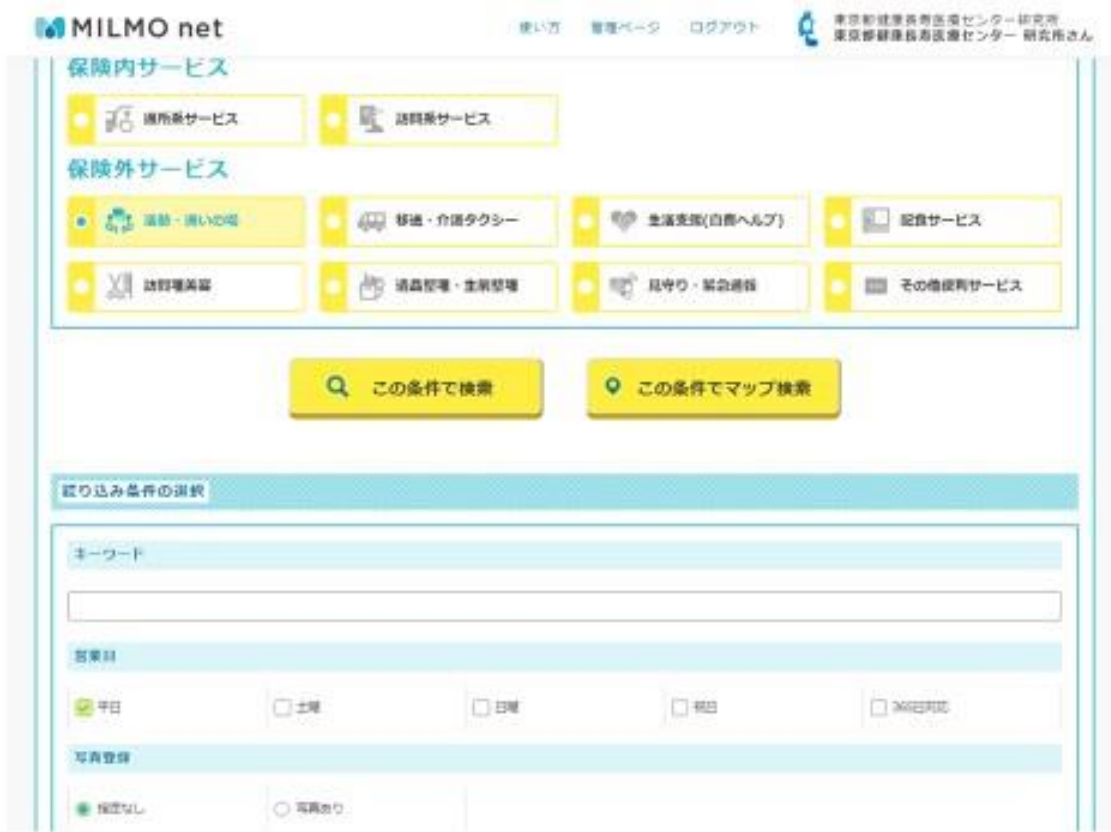 MILMO net 使い方 管理ページ ログアウト 東京都健康長寿医療センター研究所
東京都健康長寿医療センター 研究所さん
保険内サービス
通所系サービス 訪問系サービス
保険外サービス
活動・通いの場 移送・介護タクシー 生活支援(自費ヘルプ) 配食サービス
訪問理美容 遺品整理・生前整理 見守り・緊急通報 その他便利サービス
この条件で検索 この条件でマップ検索
絞り込み条件の選択
キーワード
営業日
平日 土曜 日曜 祝日 365日対応
写真登録
指定なし 写真あり